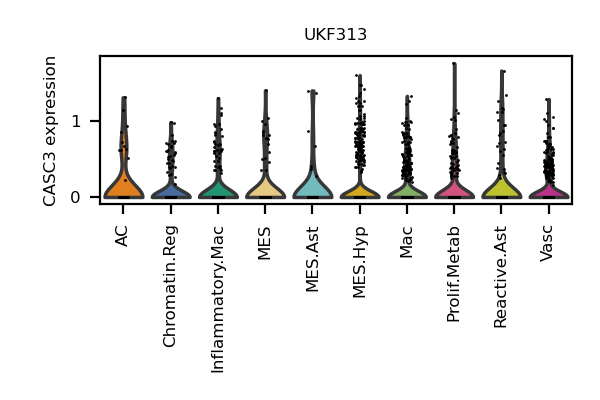 UKF313
CASC3 expression
1
0
AC
Chromatin.Reg
Inflammatory.Mac
MES
MES.Ast
MES.Hyp
Mac
Prolif.Metab
Reactive.Ast
Vasc